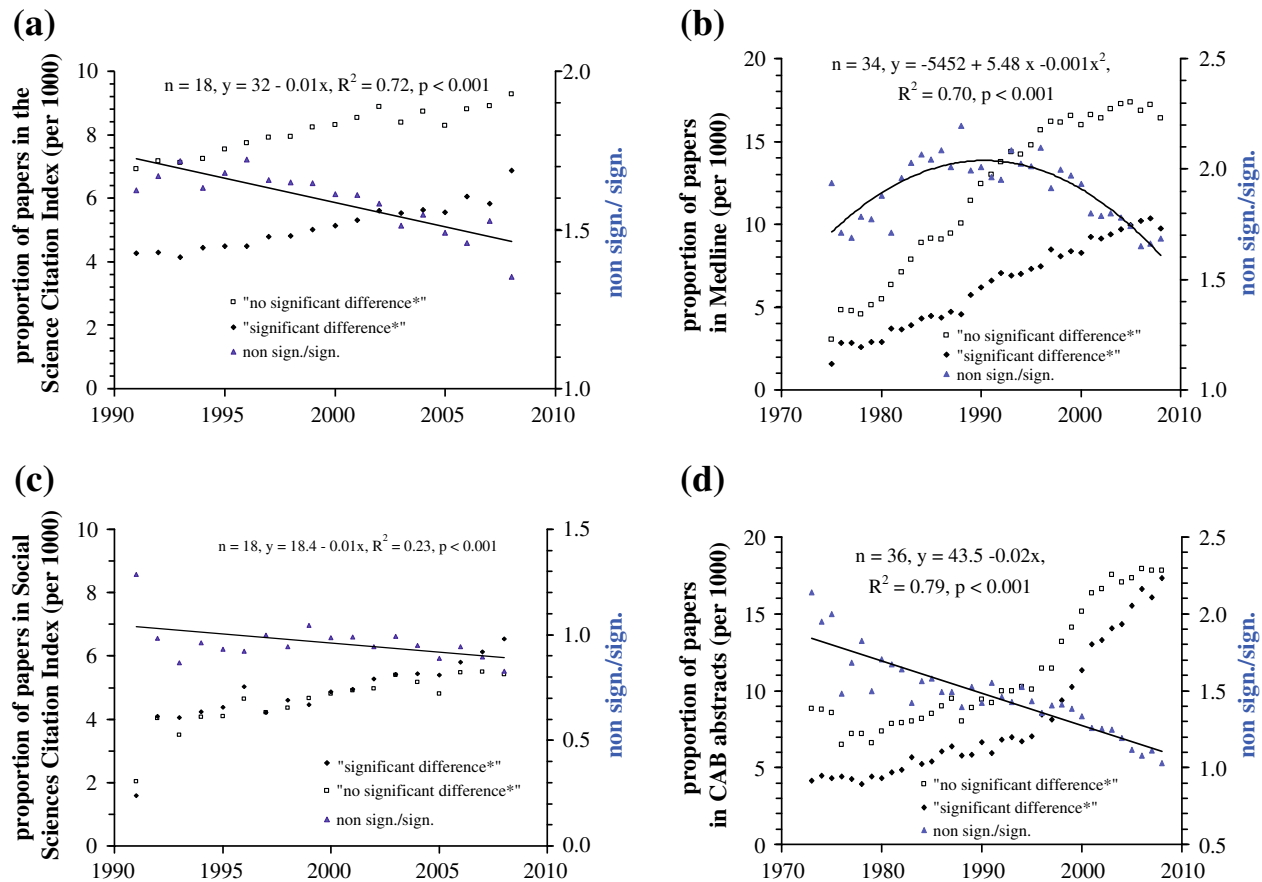 (a)
proportion of papers in the
Science Citation Index (per 1000)
n = 18, y = 32 - 0.01x, R2 = 0.72, p < 0.001
10
8
6
4
2
0
2.0
1.5
1.0
non sign./ sign.
"no significant difference*"
"significant difference*"
non sign./sign.
1990
1995
2000
2005
2010
(b)
proportion of papers
in Medline (per 1000)
n = 34, y = -5452 + 5.48 x -0.001x2,
R2 = 0.70, p < 0.001
20
15
10
5
0
2.5
2.0
1.5
1.0
non sign./sign.
"no significant difference*"
"significant difference*"
non sign./sign.
1970
1980
1990
2000
2010
(c)
proportion of papers in Social
Sciences Citation Index (per 1000)
n = 18, y = 18.4 - 0.01x, R2 = 0.23, p < 0.001
10
8
6
4
2
0
1.5
1.0
0.5
0.0
non sign./sign.
"significant difference*"
"no significant difference*"
non sign./sign.
1990
1995
2000
2005
2010
(d)
proportion of papers
in CAB abstracts (per 1000)
n = 36, y = 43.5 -0.02x,
R2 = 0.79, p < 0.001
20
15
10
5
0
2.5
2.0
1.5
1.0
0.5
non sign./sign.
"no significant difference*"
"significant difference*"
non sign./sign.
1970
1980
1990
2000
2010